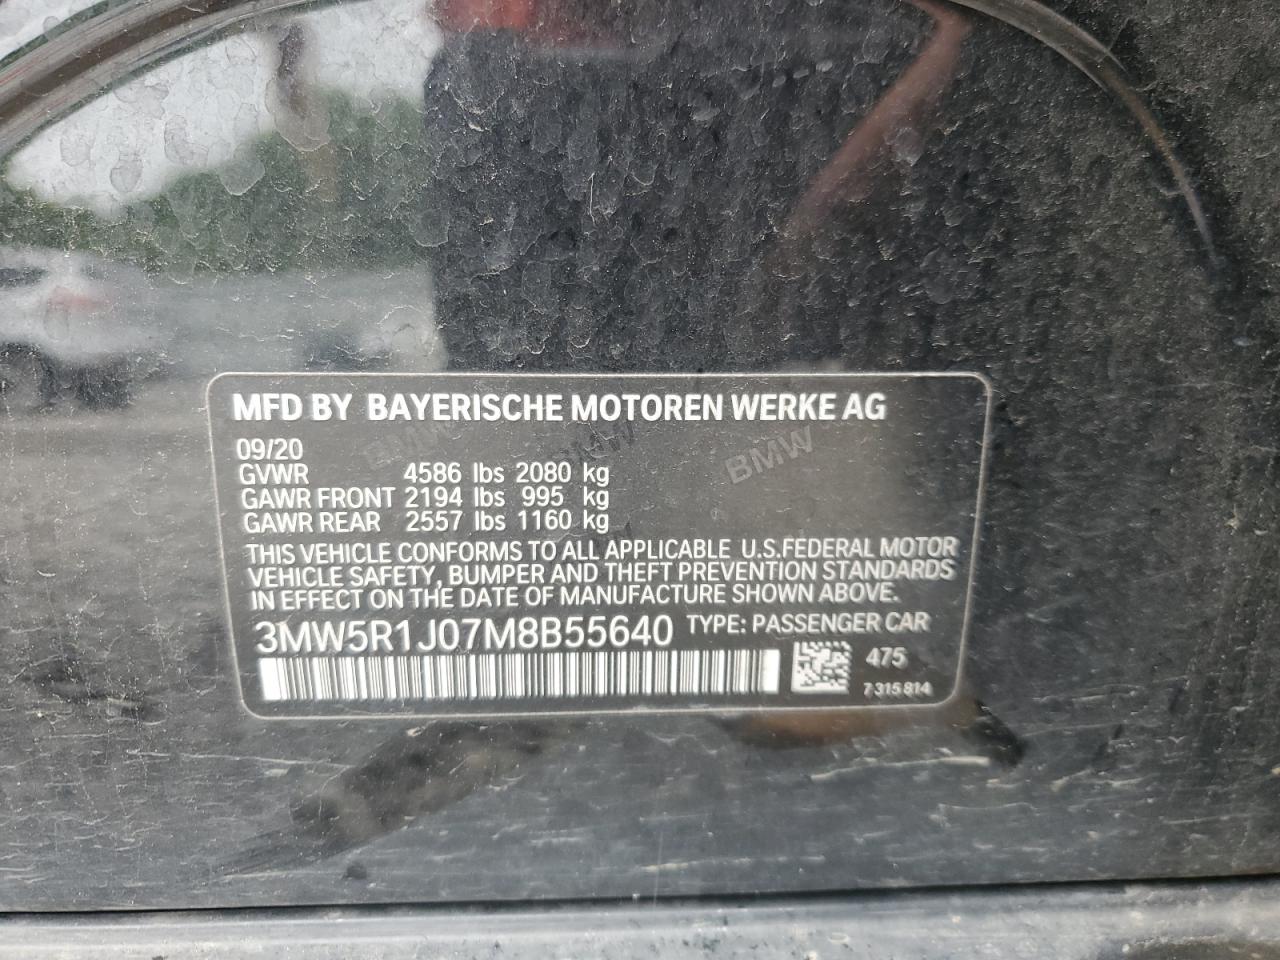 MFD BY BAYERISCHE MOTOREN WERKE AG
09/20
GVWR 4586 lbs 2080 kg
GAWR FRONT 2194 lbs 995 kg
GAWR REAR 2557 lbs 1160 kg
THIS VEHICLE CONFORMS TO ALL APPLICABLE U.S.FEDERAL MOTOR
VEHICLE SAFETY, BUMPER AND THEFT PREVENTION STANDARDS
IN EFFECT ON THE DATE OF MANUFACTURE SHOWN ABOVE.
3MW5R1J07M8B55640 TYPE: PASSENGER CAR
475
7 315 814
BMW BMW BMW